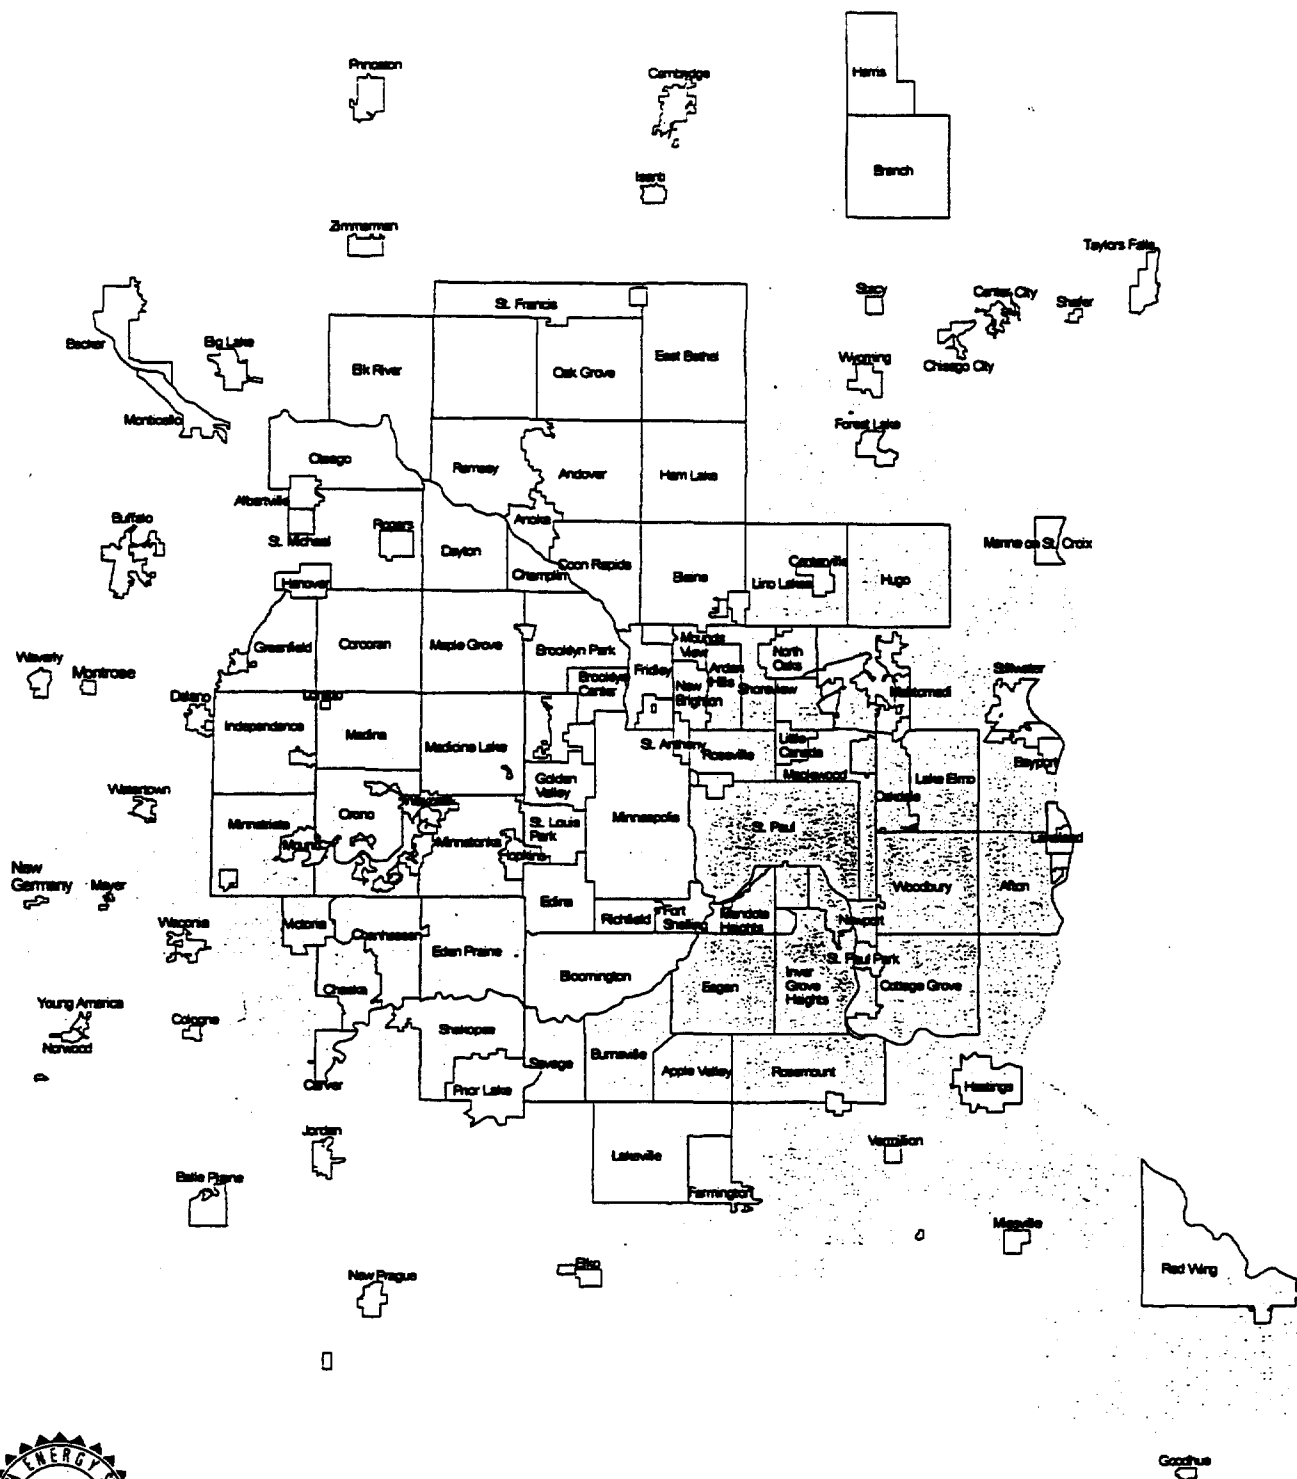 Princeton
Cambridge
Harris
Branch
Isanti
Zimmerman
Taylors Falls
St. Francis
Stacy
Center City
Shafer
Becker
Big Lake
Elk River
Oak Grove
East Bethel
Wyoming
Chisago City
Monticello
Forest Lake
Otsego
Ramsey
Andover
Ham Lake
Albertville
Buffalo
Rogers
Anoka
St. Michael
Dayton
Champlin
Coon Rapids
Blaine
Lino Lakes
Centerville
Hugo
Marine on St. Croix
Hanover
Greenfield
Corcoran
Maple Grove
Brooklyn Park
Fridley
Mounds
View
North
Oaks
Waverly
Montrose
Brooklyn
Center
New
Brighton
Arden
Hills
Shoreview
Mahtomedi
Stillwater
Delano
Loretto
Independence
Medina
Medicine Lake
St. Anthony
Roseville
Little
Canada
Maplewood
Bayport
Golden
Valley
Lake Elmo
Oakdale
Watertown
Minnetrista
Orono
Minnetonka
St. Louis
Park
Minneapolis
St. Paul
Lakeland
Mound
Hopkins
New
Germany
Mayer
Woodbury
Afton
Waconia
Victoria
Chanhassen
Edina
Richfield
Fort
Snelling
Mendota
Heights
Newport
Eden Prairie
Bloomington
Eagan
Inver
Grove
Heights
St. Paul Park
Cottage Grove
Young America
Norwood
Cologne
Chaska
Shakopee
Carver
Prior Lake
Savage
Burnsville
Apple Valley
Rosemount
Hastings
Jordan
Vermillion
Belle Plaine
Lakeville
Farmington
Miesville
Red Wing
New Prague
Elko
Goodhue
ENERGY